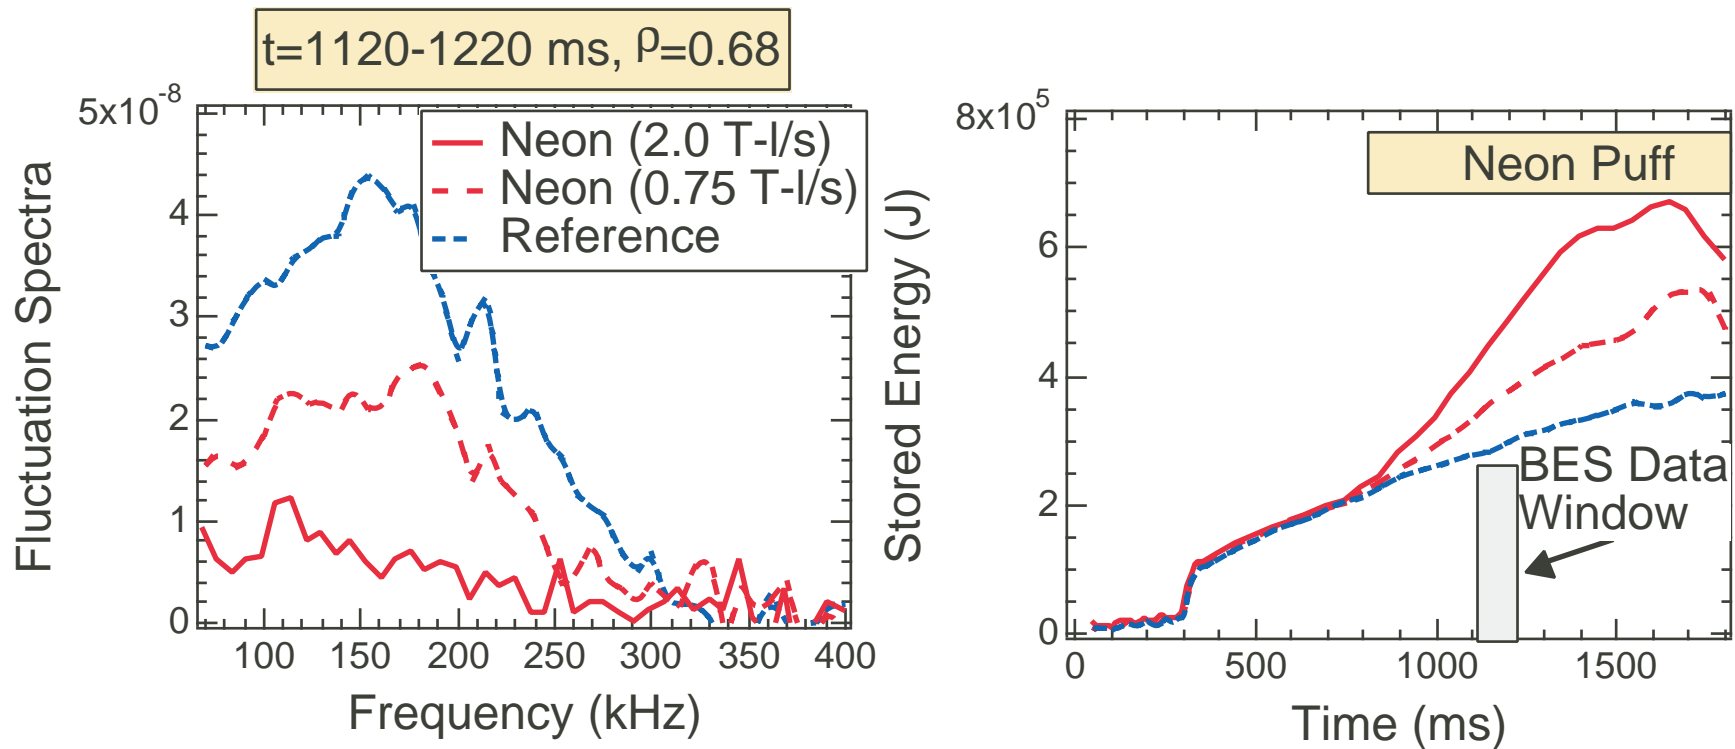 t=1120-1220 ms, ρ=0.68
5x10-8
4
3
2
1
0
100 150 200 250 300 350 400
Frequency (kHz)
Fluctuation Spectra
Neon (2.0 T-l/s)
Neon (0.75 T-l/s)
Reference
8x10 5
6
4
2
0
0 500 1000 1500
Time (ms)
Stored Energy (J)
Neon Puff
BES Data
Window